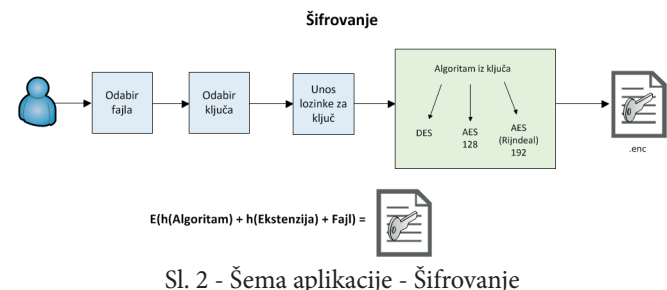 Šifrovanje
Odabir
fajla
Odabir
ključa
Unos
lozinke za
ključ
Algoritam iz ključa
DES
AES
128
AES
(Rijndeal)
192
.enc
E(h(Algoritam) + h(Ekstenzija) + Fajl) =
Sl. 2 - Šema aplikacije - Šifrovanje